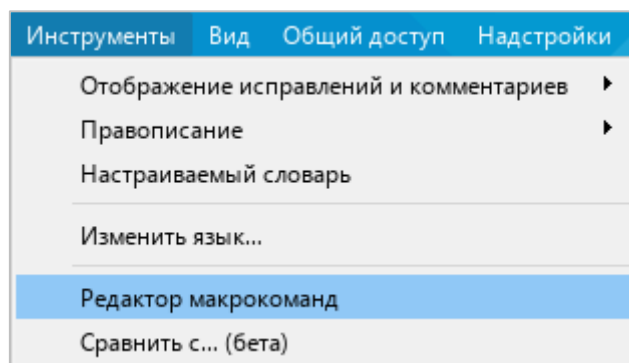 Инструменты Вид Общий доступ Надстройки
Отображение исправлений и комментариев
Правописание
Настраиваемый словарь
Изменить язык...
Редактор макрокоманд
Сравнить с... (бета)